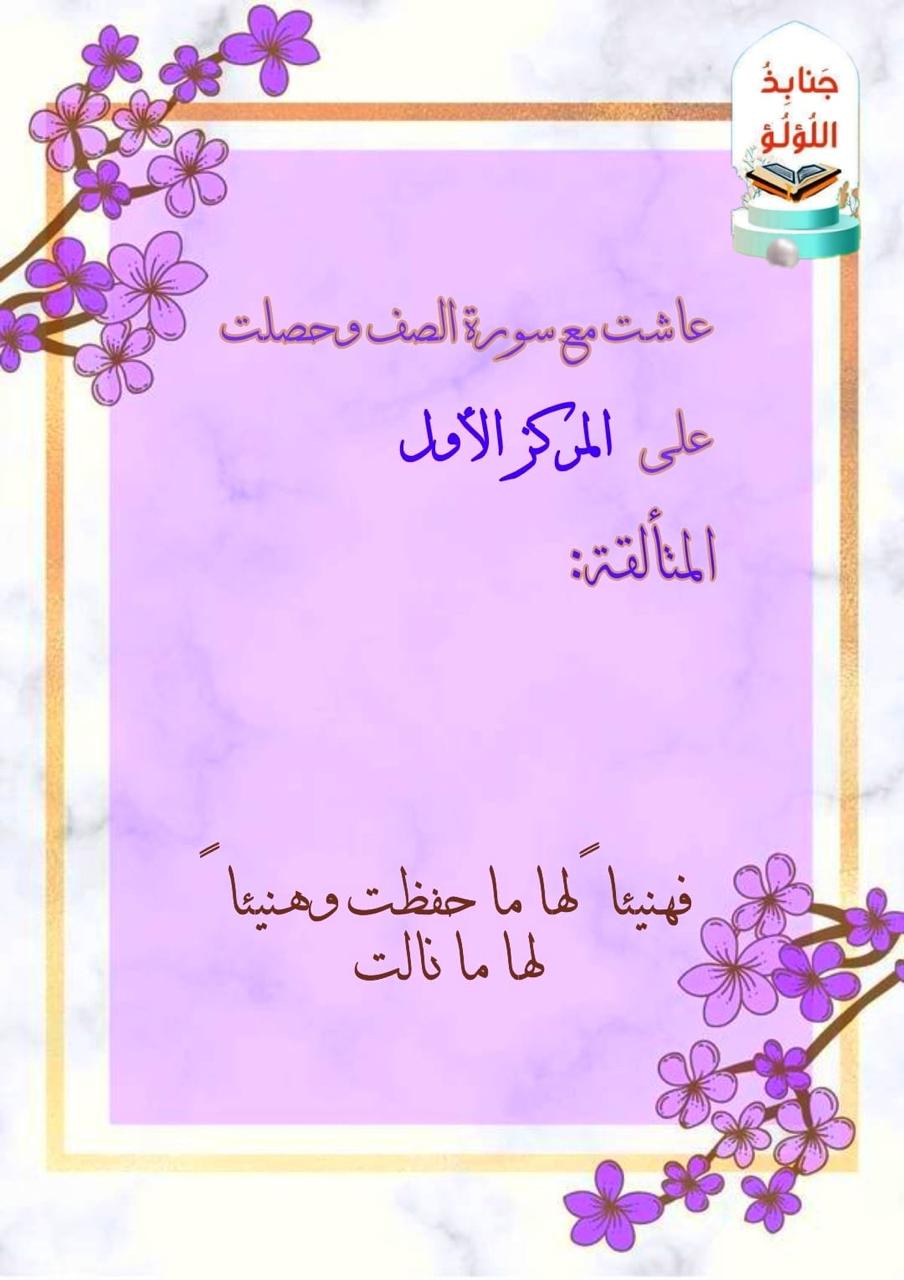 جَنابِذُ
اللُؤلُؤ
عاشت مع سورة الصف وحصلت
على المركز الأول
المتألقة:
فهنيئا ً لها ما حفظت وهنيئا ً
لها ما نالت